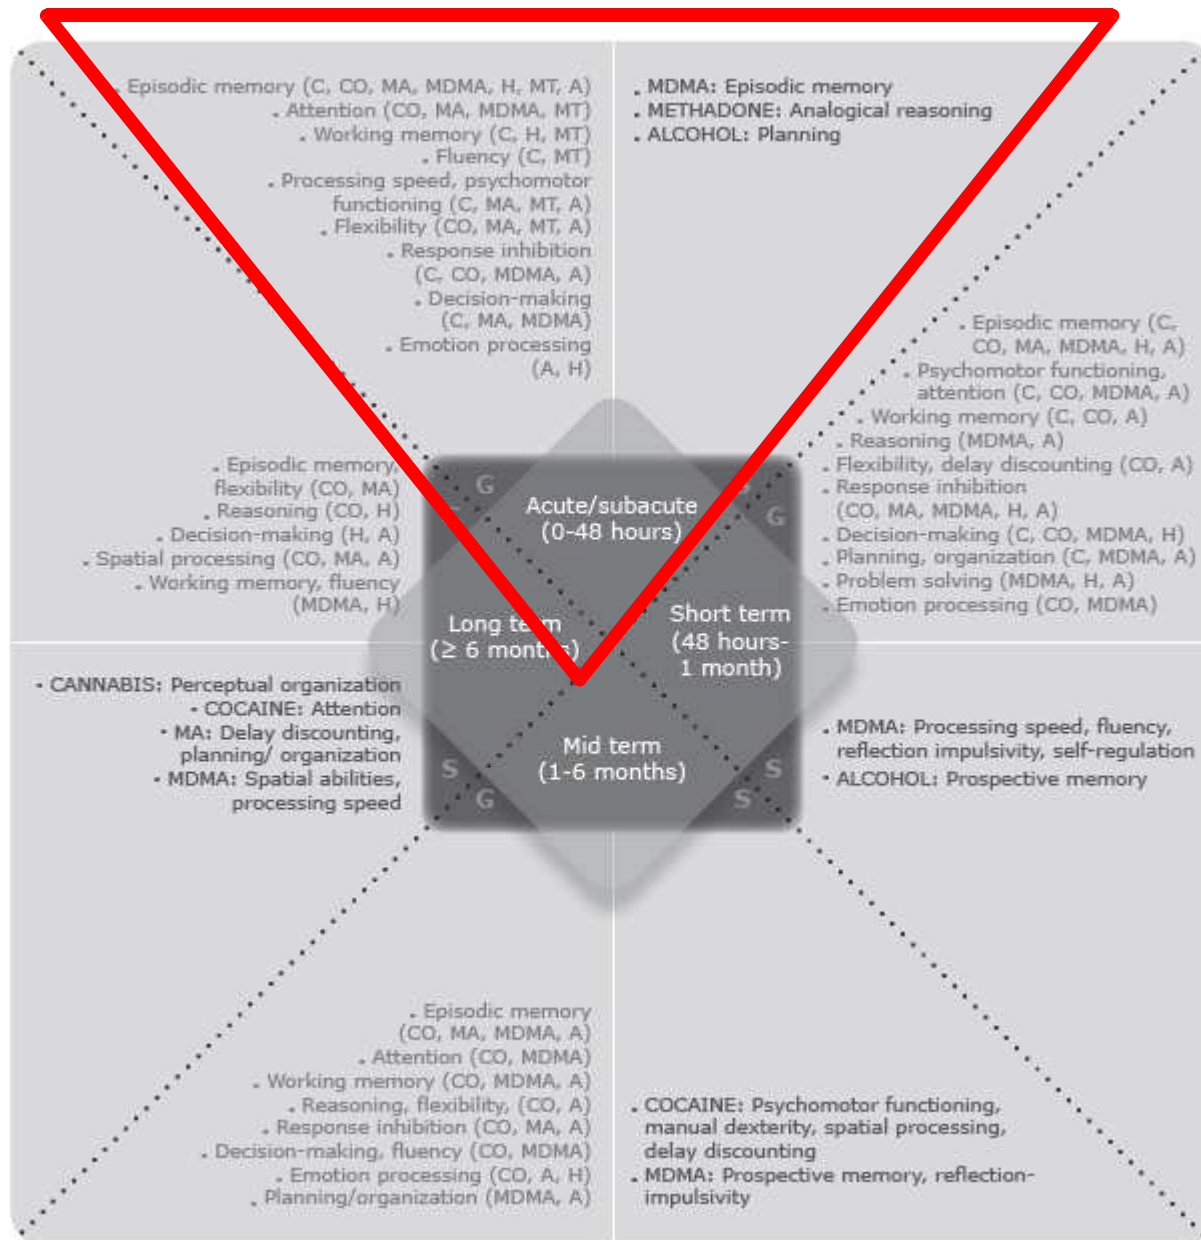 . Episodic memory (C, CO, MA, MDMA, H, MT, A)
. Attention (CO, MA, MDMA, MT)
. Working memory (C, H, MT)
. Fluency (C, MT)
. Processing speed, psychomotor
functioning (C, MA, MT, A)
. Flexibility (CO, MA, MT, A)
. Response inhibition
(C, CO, MDMA, A)
. Decision-making
(C, MA, MDMA)
. Emotion processing
(A, H)
. MDMA: Episodic memory
. METHADONE: Analogical reasoning
. ALCOHOL: Planning
. Episodic memory (C,
CO, MA, MDMA, H, A)
. Psychomotor functioning,
attention (C, CO, MDMA, A)
. Working memory (C, CO, A)
. Reasoning (MDMA, A)
. Flexibility, delay discounting (CO, A)
. Response inhibition
(CO, MA, MDMA, H, A)
. Decision-making (C, CO, MDMA, H)
. Planning, organization (C, MDMA, A)
. Problem solving (MDMA, H, A)
. Emotion processing (CO, MDMA)
. Episodic memory,
flexibility (CO, MA)
. Reasoning (CO, H)
. Decision-making (H, A)
. Spatial processing (CO, MA, A)
. Working memory, fluency
(MDMA, H)
G
G
Acute/subacute
(0-48 hours)
Long term
(≥ 6 months)
Short term
(48 hours-
1 month)
Mid term
(1-6 months)
S
G
S
S
• CANNABIS: Perceptual organization
• COCAINE: Attention
• MA: Delay discounting,
planning/ organization
• MDMA: Spatial abilities,
processing speed
. MDMA: Processing speed, fluency,
reflection impulsivity, self-regulation
• ALCOHOL: Prospective memory
. Episodic memory
(CO, MA, MDMA, A)
. Attention (CO, MDMA)
. Working memory (CO, MDMA, A)
. Reasoning, flexibility, (CO, A)
. Response inhibition (CO, MA, A)
. Decision-making, fluency (CO, MDMA)
. Emotion processing (CO, A, H)
. Planning/organization (MDMA, A)
. COCAINE: Psychomotor functioning,
manual dexterity, spatial processing,
delay discounting
. MDMA: Prospective memory, reflection-
impulsivity